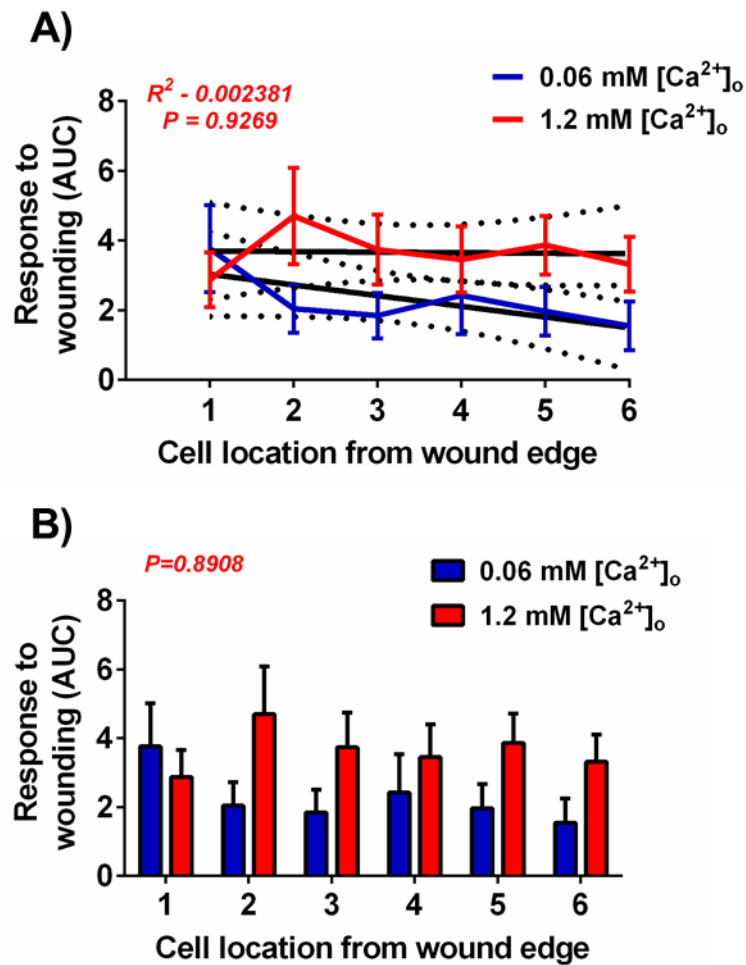 A)
R² - 0.002381
P = 0.9269
0.06 mM [Ca²⁺]ₒ
1.2 mM [Ca²⁺]ₒ
Response to
wounding (AUC)
8
6
4
2
0
1 2 3 4 5 6
Cell location from wound edge
B)
P=0.8908
0.06 mM [Ca²⁺]ₒ
1.2 mM [Ca²⁺]ₒ
Response to
wounding (AUC)
8
6
4
2
0
1 2 3 4 5 6
Cell location from wound edge